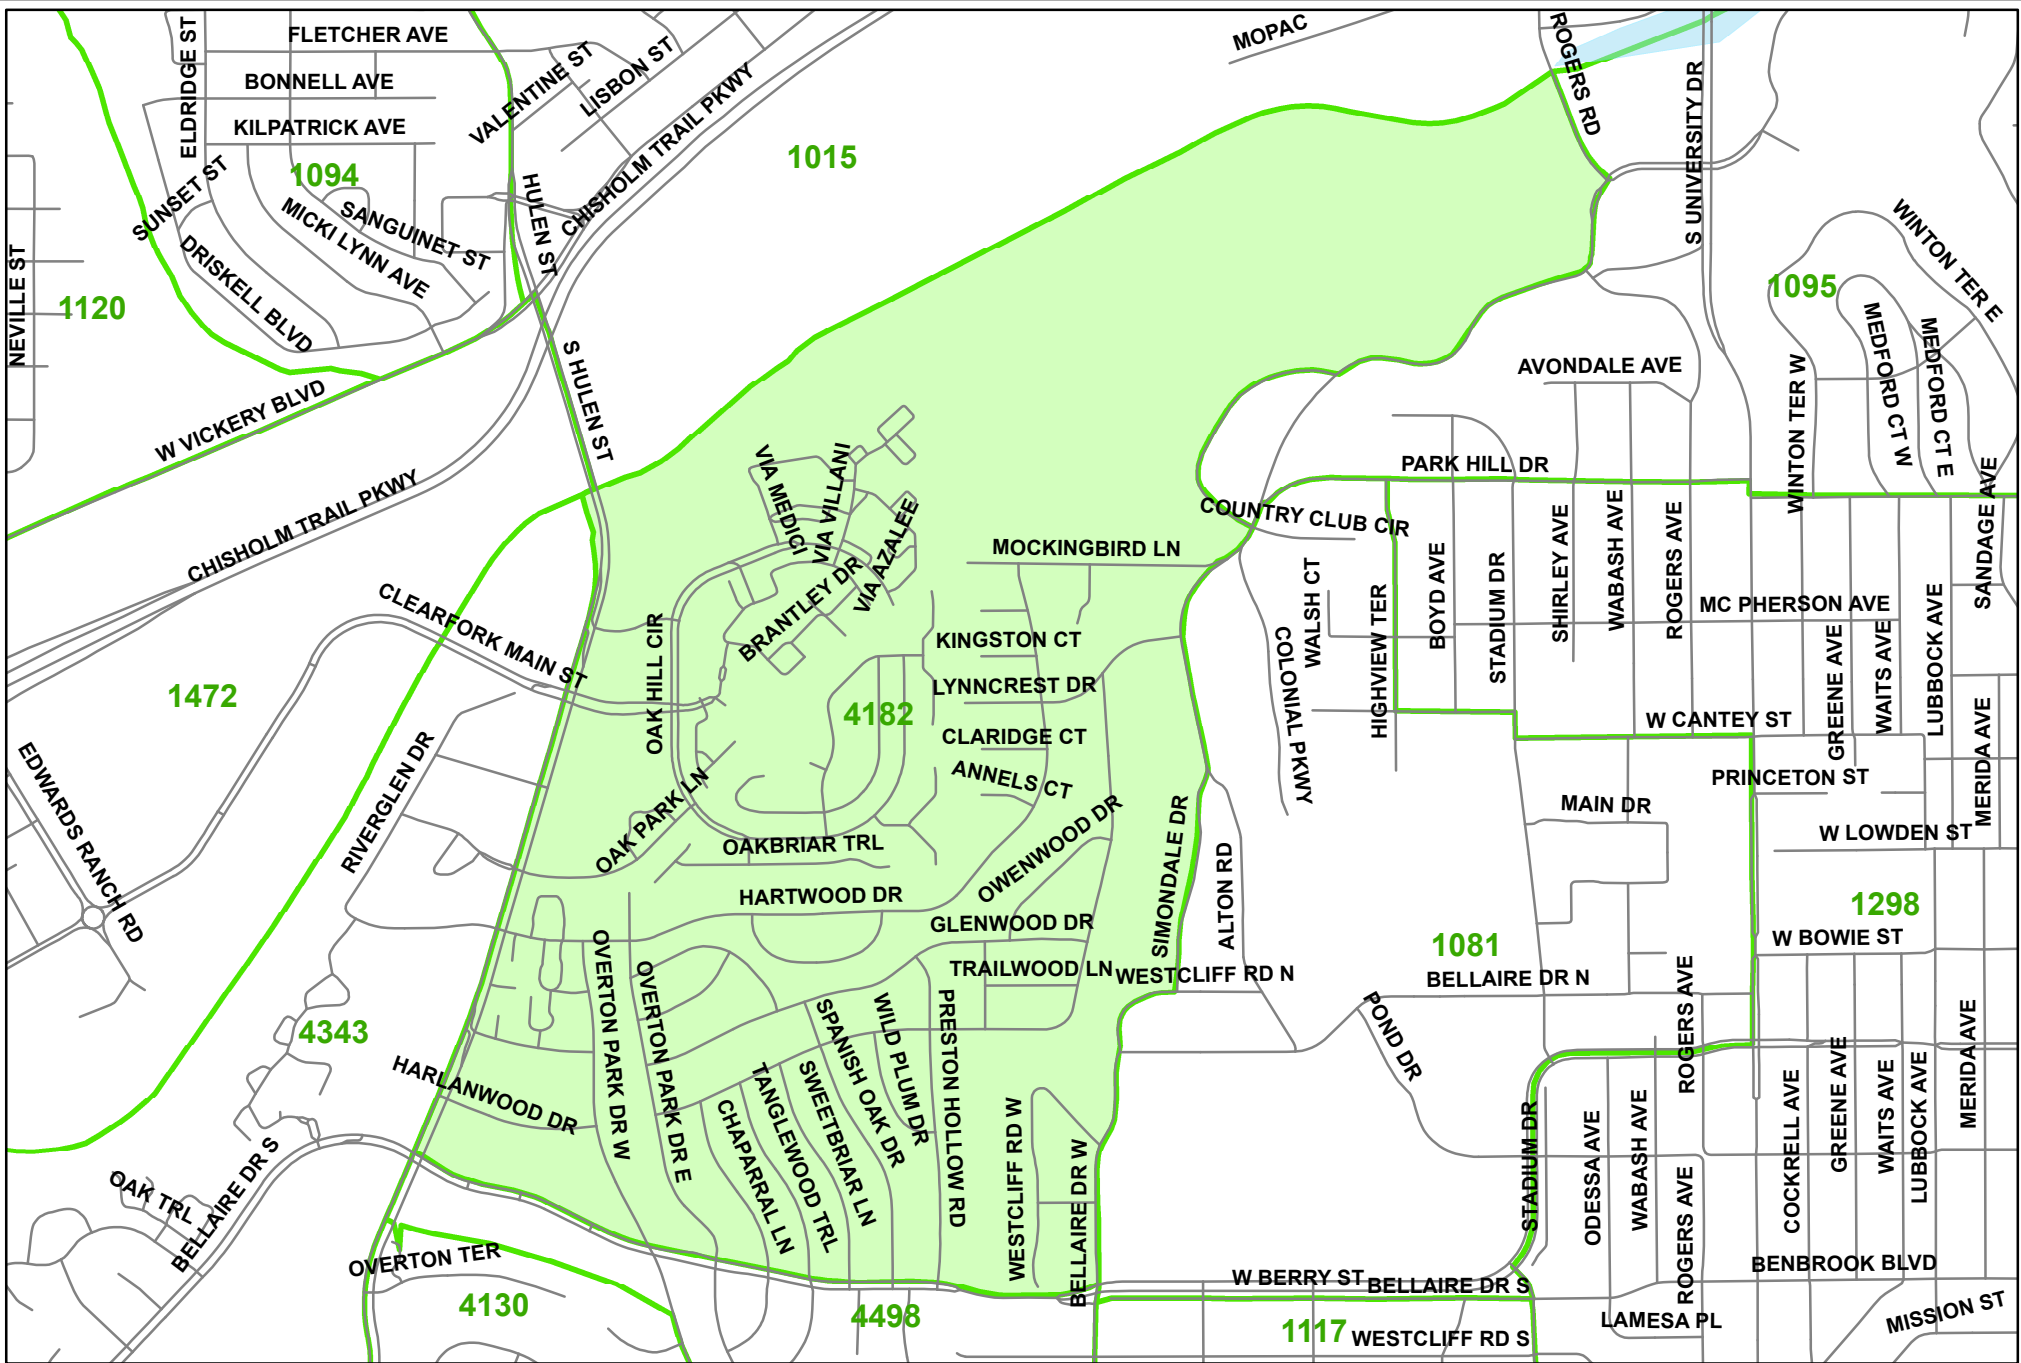 FLETCHER AVE
ELDRIDGE ST
BONNELL AVE
KILPATRICK AVE
VALENTINE ST
LISBON ST
CHISHOLM TRAIL PKWY
MOPAC
ROGERS RD
S UNIVERSITY DR
1094
1015
SUNSET ST
SANGUINET ST
MICKI LYNN AVE
HULEN ST
DRISKELL BLVD
NEVILLE ST
1120
1095
WINTON TER E
MEDFORD CT W
MEDFORD CT E
WINTON TER W
AVONDALE AVE
S HULEN ST
W VICKERY BLVD
CHISHOLM TRAIL PKWY
PARK HILL DR
SANDAGE AVE
VIA MEDICI
VIA VILLANI
VIA AZALEE
BRANTLEY DR
COUNTRY CLUB CIR
MOCKINGBIRD LN
WALSH CT
HIGHVIEW TER
BOYD AVE
STADIUM DR
SHIRLEY AVE
WABASH AVE
ROGERS AVE
MC PHERSON AVE
GREENE AVE
WAITS AVE
LUBBOCK AVE
MERIDA AVE
COLONIAL PKWY
CLEARFORK MAIN ST
OAK HILL CIR
KINGSTON CT
LYNNCREST DR
1472
4182
CLARIDGE CT
ANNELS CT
W CANTEY ST
PRINCETON ST
MAIN DR
W LOWDEN ST
RIVERGLEN DR
EDWARDS RANCH RD
OAK PARK LN
OAKBRIAR TRL
OWENWOOD DR
SIMONDALE DR
ALTON RD
HARTWOOD DR
GLENWOOD DR
1298
W BOWIE ST
1081
TRAILWOOD LN
WESTCLIFF RD N
BELLAIRE DR N
ROGERS AVE
POND DR
4343
OVERTON PARK DR W
OVERTON PARK DR E
SPANISH OAK DR
WILD PLUM DR
PRESTON HOLLOW RD
HARLANWOOD DR
TANGLEWOOD TRL
SWEETBRIAR LN
CHAPARRAL LN
WESTCLIFF RD W
BELLAIRE DR W
STADIUM DR
ODESSA AVE
WABASH AVE
ROGERS AVE
COCKRELL AVE
GREENE AVE
WAITS AVE
LUBBOCK AVE
MERIDA AVE
OAK TRL
BELLAIRE DR S
OVERTON TER
4130
4498
W BERRY ST
BELLAIRE DR S
BENBROOK BLVD
1117
WESTCLIFF RD S
LAMESA PL
MISSION ST